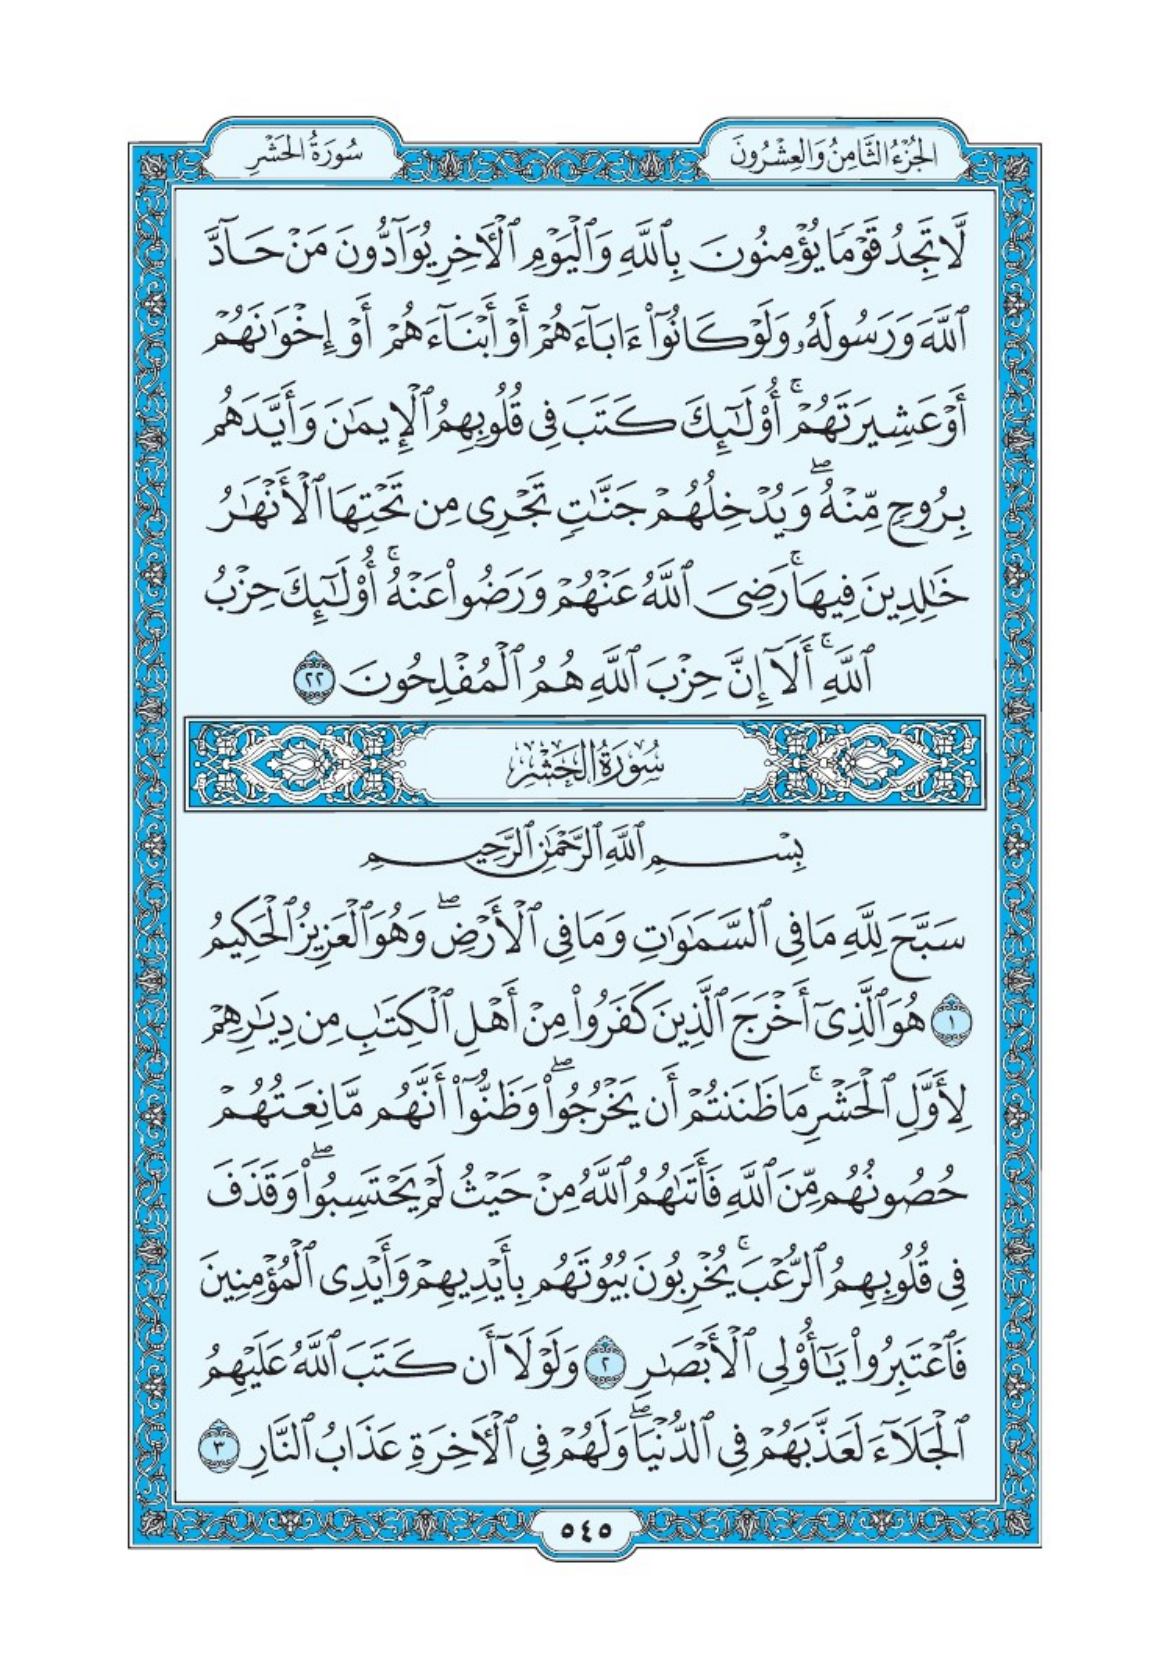 الجُزْءُ الثَّامِنُ وَالعِشْرُونَ
سُورَةُ الحَشْرِ
لَّا تَجِدُ قَوْمًا يُؤْمِنُونَ بِٱللَّهِ وَٱلْيَوْمِ ٱلْأٓخِرِ يُوَآدُّونَ مَنْ حَآدَّ
ٱللَّهَ وَرَسُولَهُۥ وَلَوْ كَانُوٓا۟ ءَابَآءَهُمْ أَوْ أَبْنَآءَهُمْ أَوْ إِخْوَٰنَهُمْ
أَوْ عَشِيرَتَهُمْ ۚ أُو۟لَٰٓئِكَ كَتَبَ فِى قُلُوبِهِمُ ٱلْإِيمَٰنَ وَأَيَّدَهُم
بِرُوحٍ مِّنْهُ ۖ وَيُدْخِلُهُمْ جَنَّٰتٍ تَجْرِى مِن تَحْتِهَا ٱلْأَنْهَٰرُ
خَٰلِدِينَ فِيهَا ۚ رَضِىَ ٱللَّهُ عَنْهُمْ وَرَضُوا۟ عَنْهُ ۚ أُو۟لَٰٓئِكَ حِزْبُ
ٱللَّهِ ۚ أَلَآ إِنَّ حِزْبَ ٱللَّهِ هُمُ ٱلْمُفْلِحُونَ ٢٢
سُورَةُ الحَشْرِ
بِسْمِ ٱللَّهِ ٱلرَّحْمَٰنِ ٱلرَّحِيمِ
سَبَّحَ لِلَّهِ مَا فِى ٱلسَّمَٰوَٰتِ وَمَا فِى ٱلْأَرْضِ ۖ وَهُوَ ٱلْعَزِيزُ ٱلْحَكِيمُ
١ هُوَ ٱلَّذِىٓ أَخْرَجَ ٱلَّذِينَ كَفَرُوا۟ مِنْ أَهْلِ ٱلْكِتَٰبِ مِن دِيَٰرِهِمْ
لِأَوَّلِ ٱلْحَشْرِ ۚ مَا ظَنَنتُمْ أَن يَخْرُجُوا۟ ۖ وَظَنُّوٓا۟ أَنَّهُم مَّانِعَتُهُمْ
حُصُونُهُم مِّنَ ٱللَّهِ فَأَتَىٰهُمُ ٱللَّهُ مِنْ حَيْثُ لَمْ يَحْتَسِبُوا۟ ۖ وَقَذَفَ
فِى قُلُوبِهِمُ ٱلرُّعْبَ ۚ يُخْرِبُونَ بُيُوتَهُم بِأَيْدِيهِمْ وَأَيْدِى ٱلْمُؤْمِنِينَ
فَٱعْتَبِرُوا۟ يَٰٓأُو۟لِى ٱلْأَبْصَٰرِ ٢ وَلَوْلَآ أَن كَتَبَ ٱللَّهُ عَلَيْهِمُ
ٱلْجَلَآءَ لَعَذَّبَهُمْ فِى ٱلدُّنْيَا ۖ وَلَهُمْ فِى ٱلْأٓخِرَةِ عَذَابُ ٱلنَّارِ ٣
٥٤٥